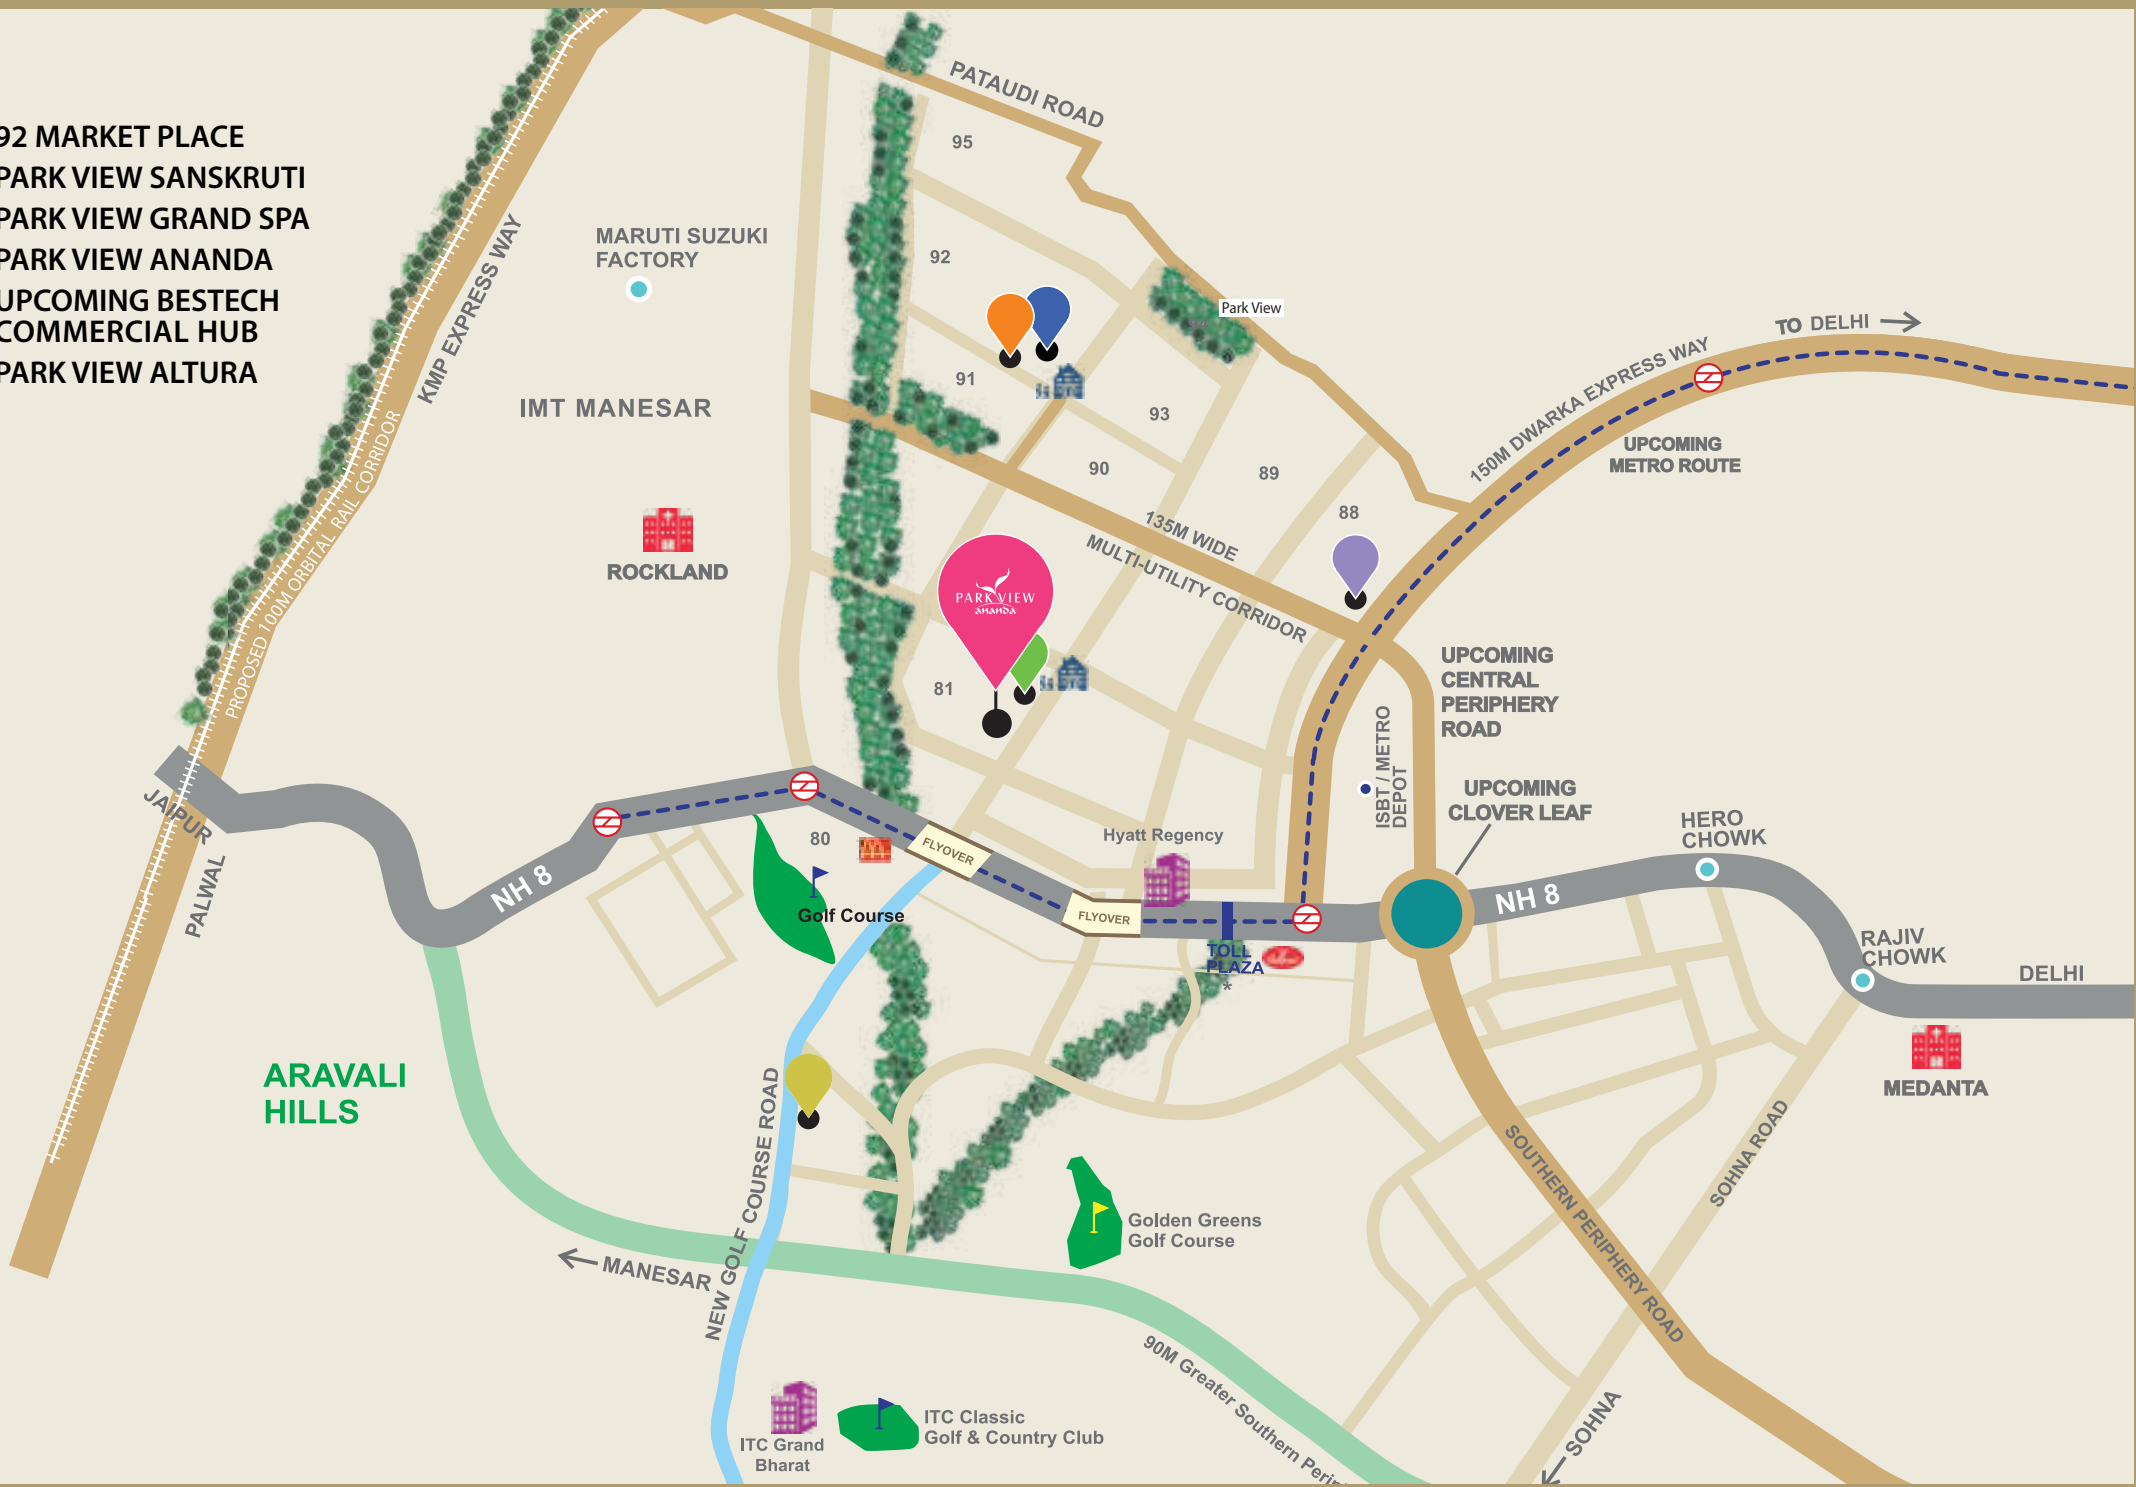 92 MARKET PLACE
PARK VIEW SANSKRUTI
PARK VIEW GRAND SPA
PARK VIEW ANANDA
UPCOMING BESTECH
COMMERCIAL HUB
PARK VIEW ALTURA
PATAUDI ROAD
95
KMP EXPRESS WAY
PROPOSED 100M ORBITAL RAIL CORRIDOR
MARUTI SUZUKI
FACTORY
92
Park View
TO DELHI
150M DWARKA EXPRESS WAY
UPCOMING
METRO ROUTE
91
IMT MANESAR
93
90
89
88
135M WIDE
MULTI-UTILITY CORRIDOR
ROCKLAND
PARK VIEW
ananda
81
UPCOMING
CENTRAL
PERIPHERY
ROAD
ISBT / METRO
DEPOT
UPCOMING
CLOVER LEAF
JAIPUR
PALWAL
NH 8
80
FLYOVER
Hyatt Regency
FLYOVER
Golf Course
TOLL
PLAZA
*
NH 8
HERO
CHOWK
RAJIV
CHOWK
DELHI
MEDANTA
ARAVALI
HILLS
NEW GOLF COURSE ROAD
SOHNA ROAD
SOUTHERN PERIPHERY ROAD
Golden Greens
Golf Course
MANESAR
90M Greater Southern Perip
ITC Grand
Bharat
ITC Classic
Golf & Country Club
SOHNA